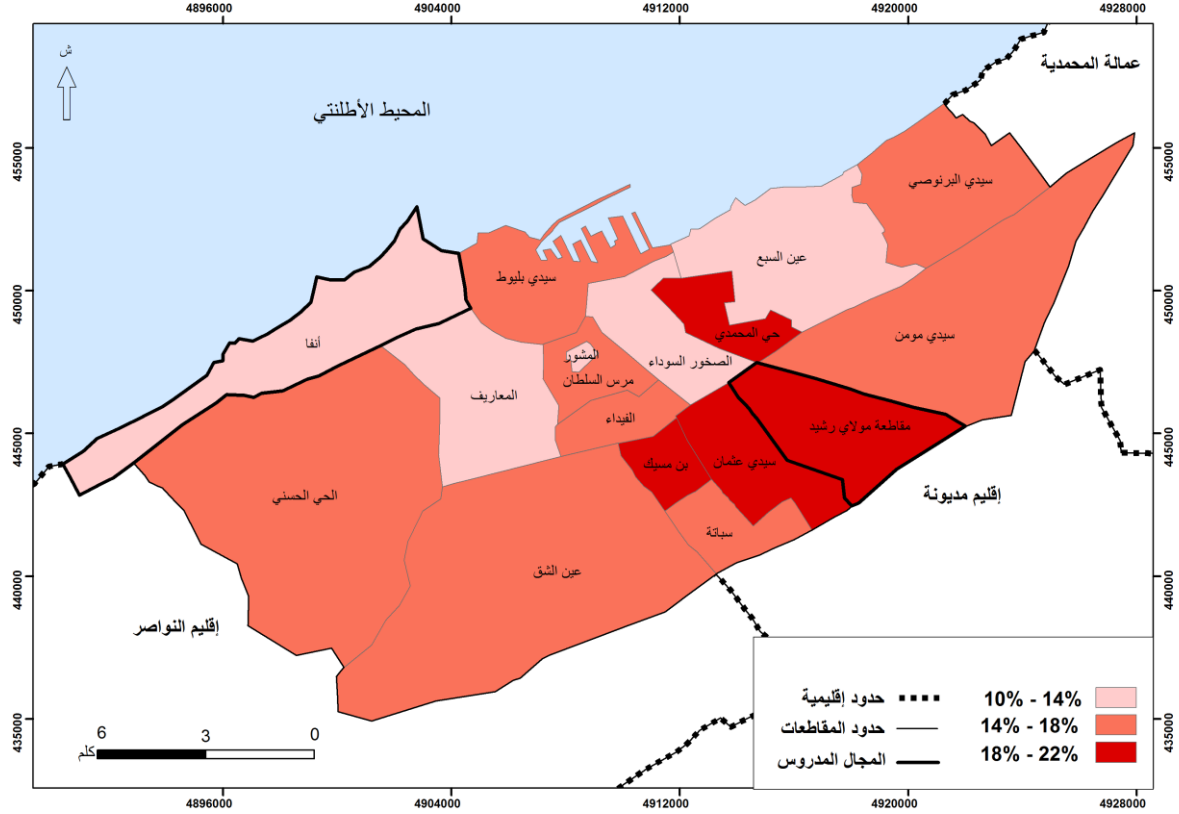 4896000
4904000
4912000
4920000
4928000
ش
عمالة المحمدية
المحيط الأطلنتي
455000
455000
سيدي البرنوصي
عين السبع
سيدي بليوط
450000
450000
حي المحمدي
سيدي مومن
أنفا
المشور
الصخور السوداء
مرس السلطان
المعاريف
الفيداء
مقاطعة مولاي رشيد
445000
445000
سيدي عثمان
بن مسيك
الحي الحسني
إقليم مديونة
سباتة
عين الشق
440000
440000
إقليم النواصر
435000
435000
حدود إقليمية
10% - 14%
حدود المقاطعات
14% - 18%
المجال المدروس
18% - 22%
6 3 0
كلم
4896000
4904000
4912000
4920000
4928000